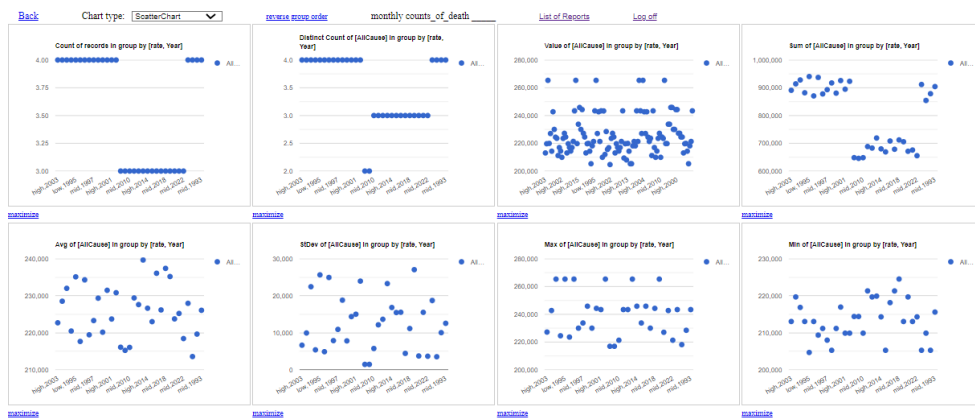 Back Chart type: ScatterChart reverse group order monthly counts_of_death _____ List of Reports Log off
Count of records in group by [rate, Year]
All...
4.00
3.75
3.50
3.25
3.00
high,2003 low,1995 mid,1997 high,2001 mid,2010 high,2014 mid,2018 mid,2022 mid,1993
maximize
Distinct Count of [AllCause] in group by [rate,
Year]
All...
4.0
3.5
3.0
2.5
2.0
high,2003 low,1995 mid,1997 high,2001 mid,2010 high,2014 mid,2018 mid,2022 mid,1993
maximize
Value of [AllCause] in group by [rate, Year]
All...
260,000
240,000
220,000
200,000
high,2003 mid,2002 high,2015 low,1996 high,2002 mid,2013 high,2004 mid,2010 high,2000
maximize
Sum of [AllCause] in group by [rate, Year]
All...
1,000,000
900,000
800,000
700,000
600,000
high,2003 low,1995 mid,1997 high,2001 mid,2010 high,2014 mid,2018 mid,2022 mid,1993
maximize
Avg of [AllCause] in group by [rate, Year]
All...
240,000
230,000
220,000
210,000
high,2003 low,1995 mid,1997 high,2001 mid,2010 high,2014 mid,2018 mid,2022 mid,1993
maximize
StDev of [AllCause] in group by [rate, Year]
All...
30,000
20,000
10,000
0
high,2003 low,1995 mid,1997 high,2001 mid,2010 high,2014 mid,2018 mid,2022 mid,1993
maximize
Max of [AllCause] in group by [rate, Year]
All...
280,000
260,000
240,000
220,000
200,000
high,2003 low,1995 mid,1997 high,2001 mid,2010 high,2014 mid,2018 mid,2022 mid,1993
maximize
Min of [AllCause] in group by [rate, Year]
All...
230,000
220,000
210,000
200,000
high,2003 low,1995 mid,1997 high,2001 mid,2010 high,2014 mid,2018 mid,2022 mid,1993
maximize